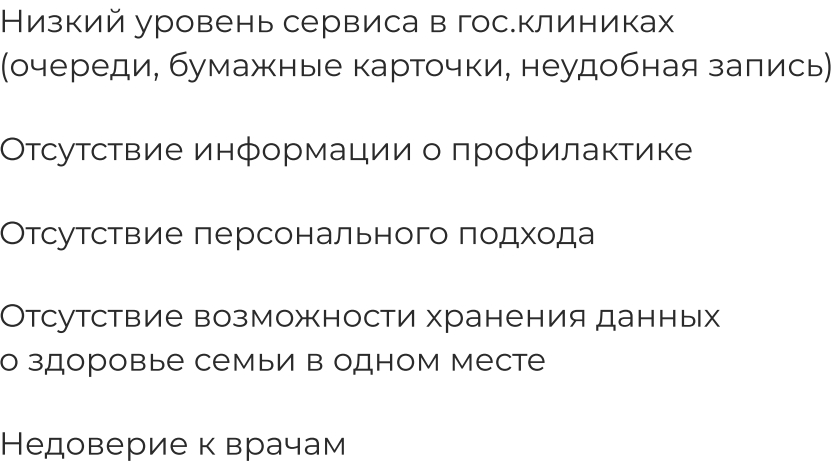 Низкий уровень сервиса в гос.клиниках
(очереди, бумажные карточки, неудобная запись)
Отсутствие информации о профилактике
Отсутствие персонального подхода
Отсутствие возможности хранения данных
о здоровье семьи в одном месте
Недоверие к врачам